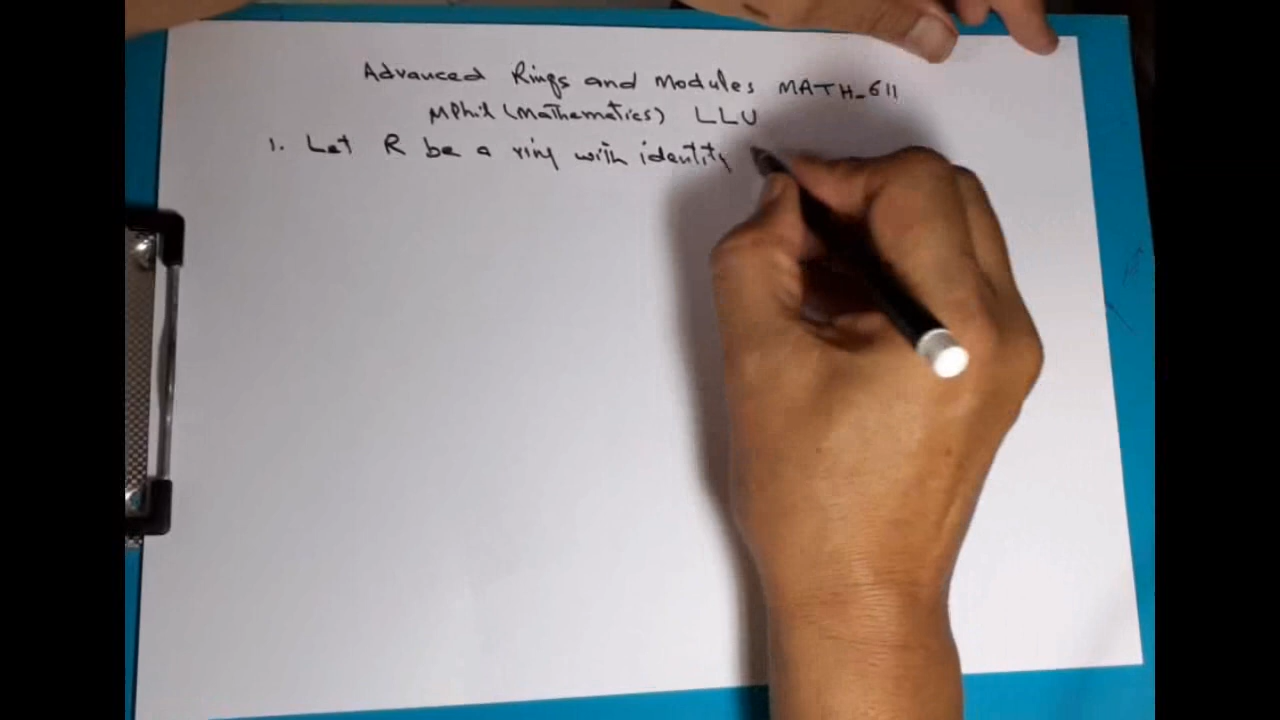 Advanced Rings and Modules MATH_611
MPhil (Mathematics) LLU
1. Let R be a ring with identity